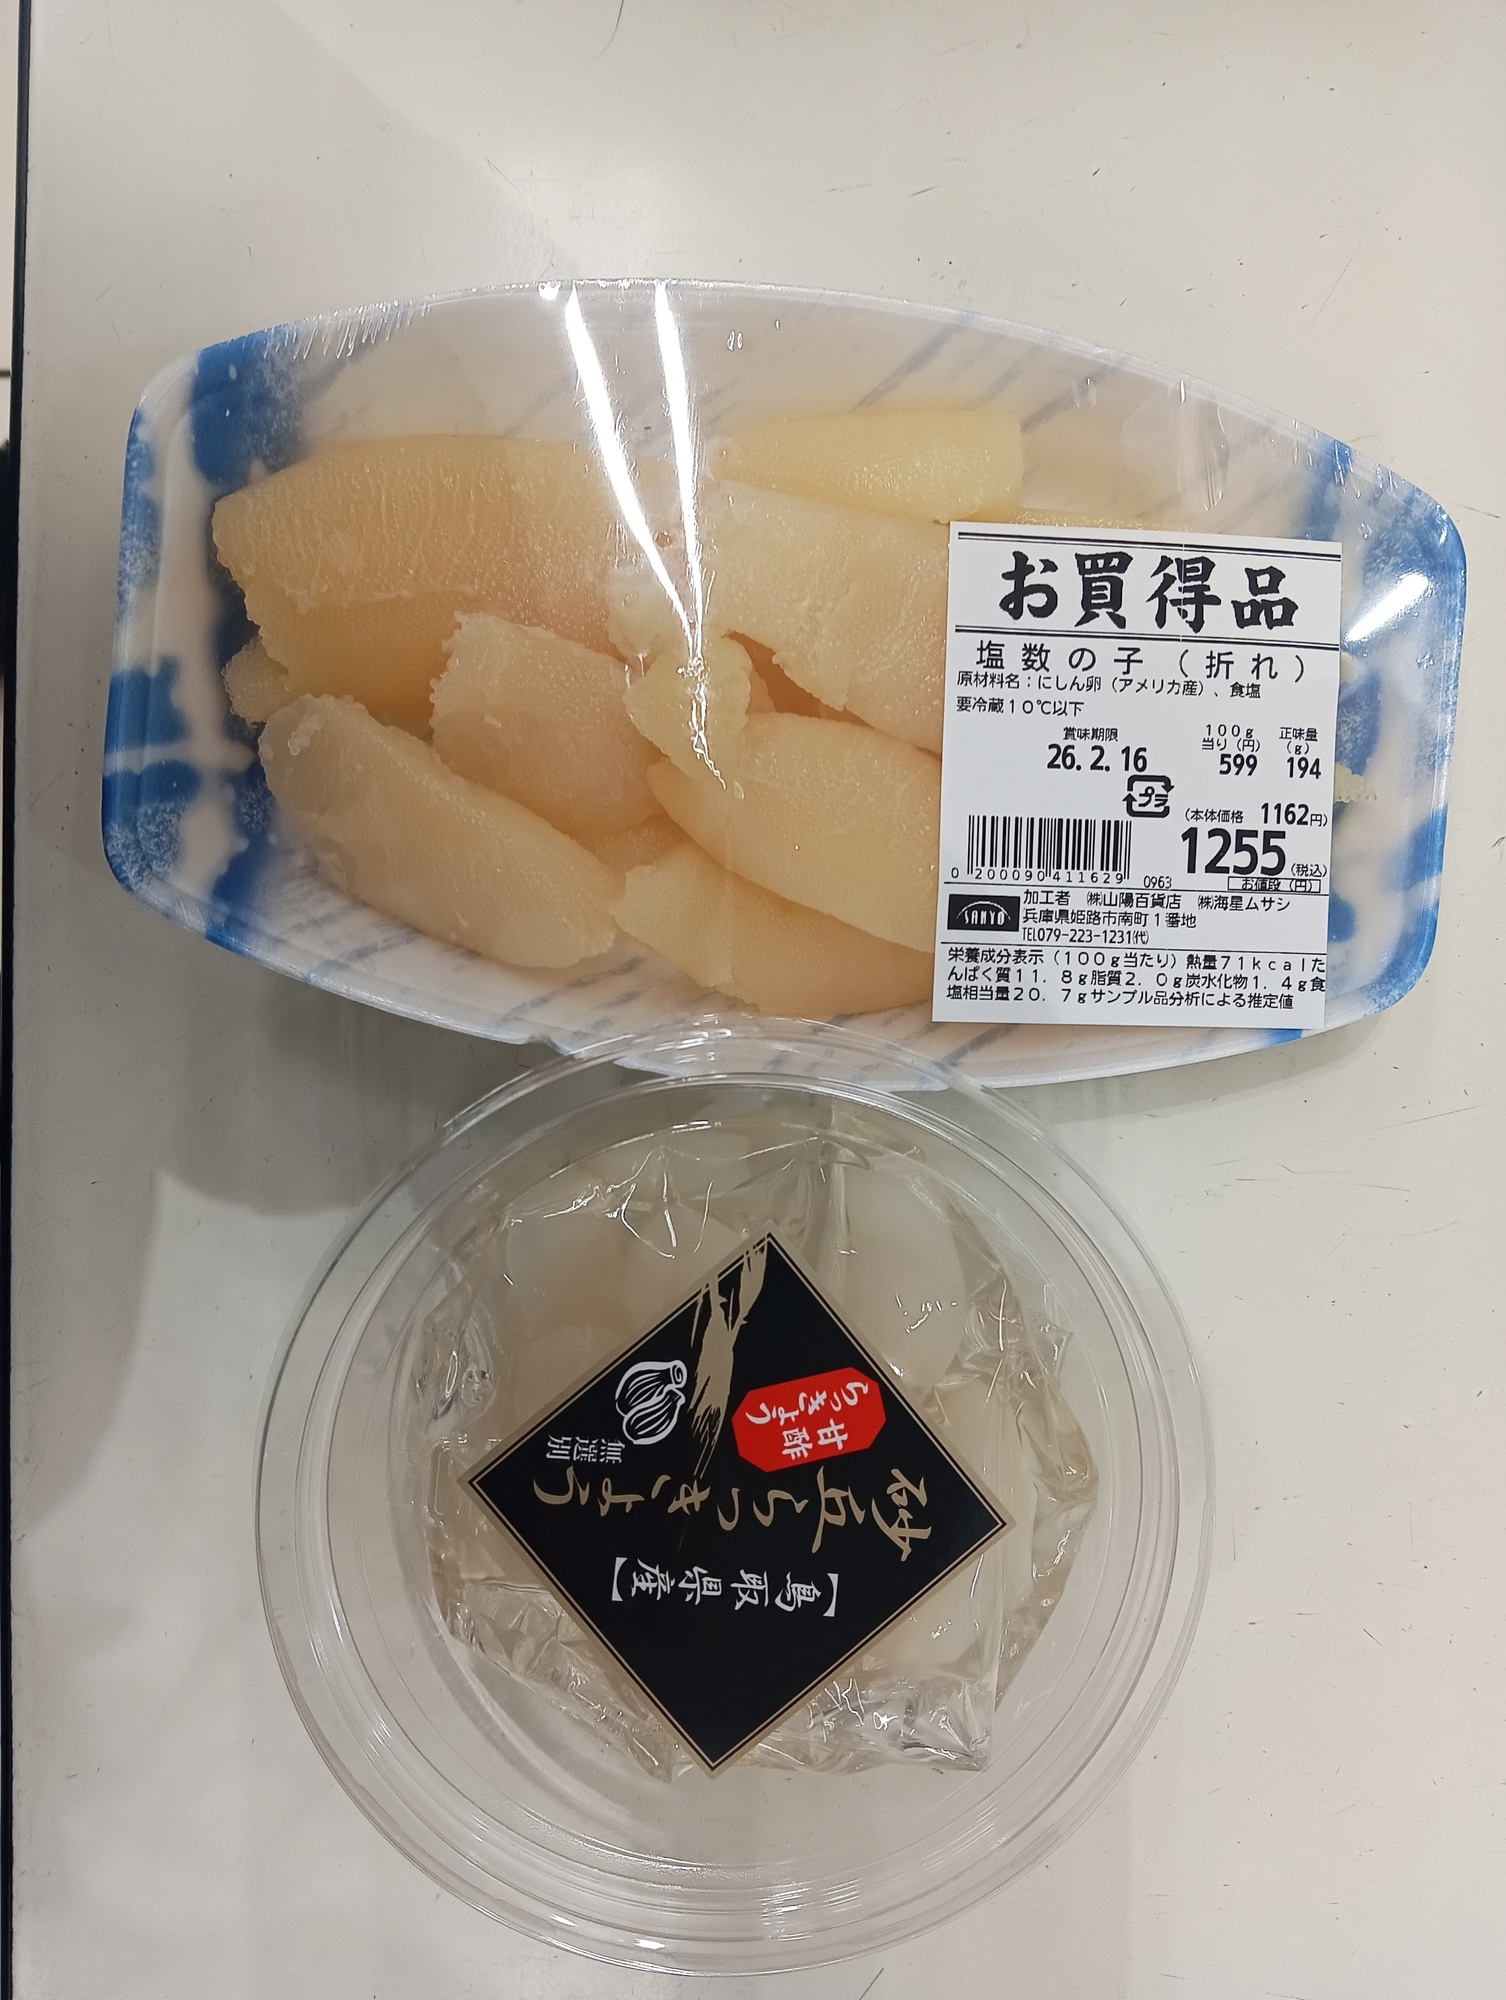 お買得品
塩数の子（折れ）
原材料名：にしん卵（アメリカ産）、食塩
要冷蔵１０℃以下
賞味期限
26. 2. 16
１００ｇ
当り（円）
599
正味量
（ｇ）
194
プラ
（本体価格 1162円）
1255（税込）
お値段（円）
0 200090 411629
0963
SANYO
加工者 ㈱山陽百貨店 ㈱海星ムサシ
兵庫県姫路市南町１番地
TEL079-223-1231㈹
栄養成分表示（１００ｇ当たり）熱量７１ｋｃａｌた
んぱく質１１．８ｇ脂質２．０ｇ炭水化物１．４ｇ食
塩相当量２０．７ｇサンプル品分析による推定値
【鳥取県産】
砂丘らっきょう
甘酢
らっきょう
無選別